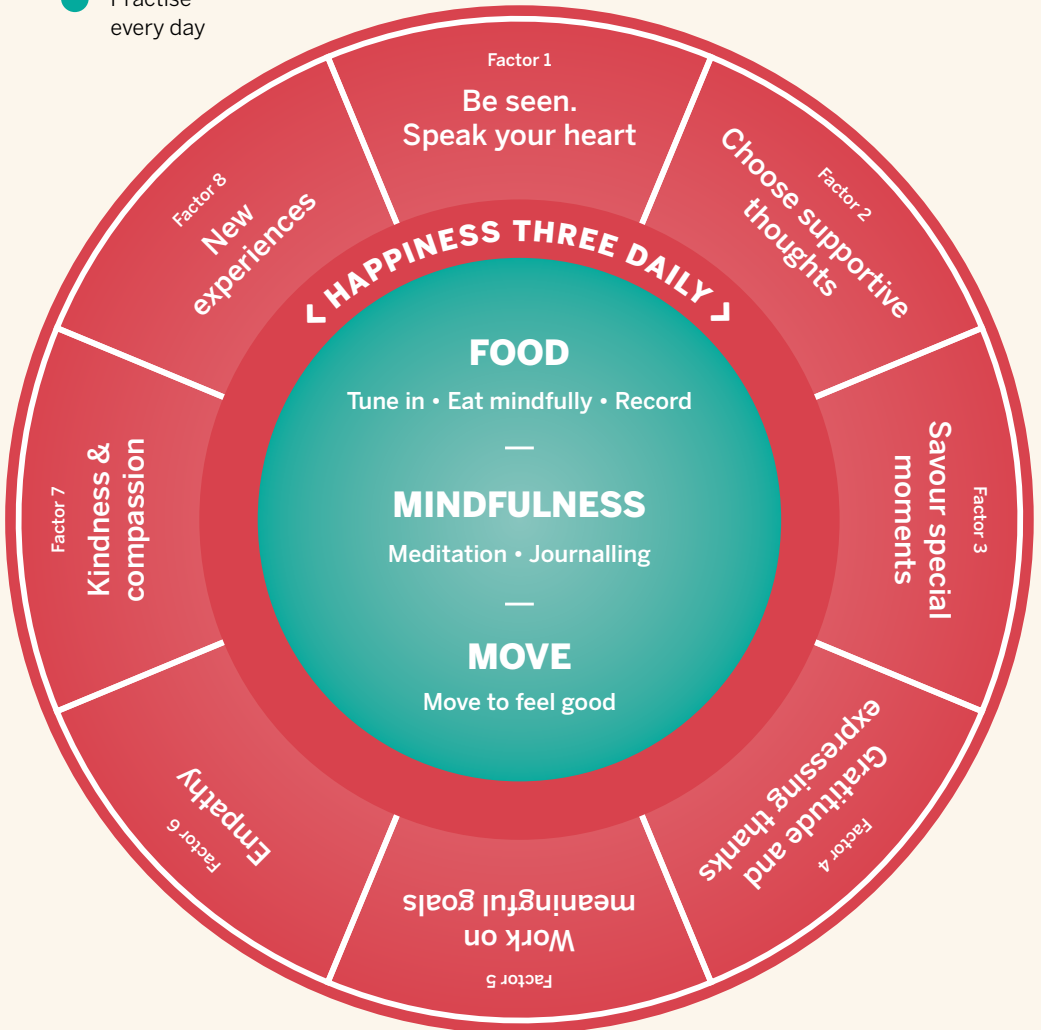 Practise
every day
Factor 1
Be seen.
Speak your heart
Factor 2
Choose supportive
thoughts
Factor 3
Savour special
moments
Factor 4
Gratitude and
expressing thanks
Factor 5
Work on
meaningful goals
Factor 6
Empathy
Factor 7
Kindness &
compassion
Factor 8
New
experiences
HAPPINESS THREE DAILY
FOOD
Tune in • Eat mindfully • Record
MINDFULNESS
Meditation • Journalling
MOVE
Move to feel good